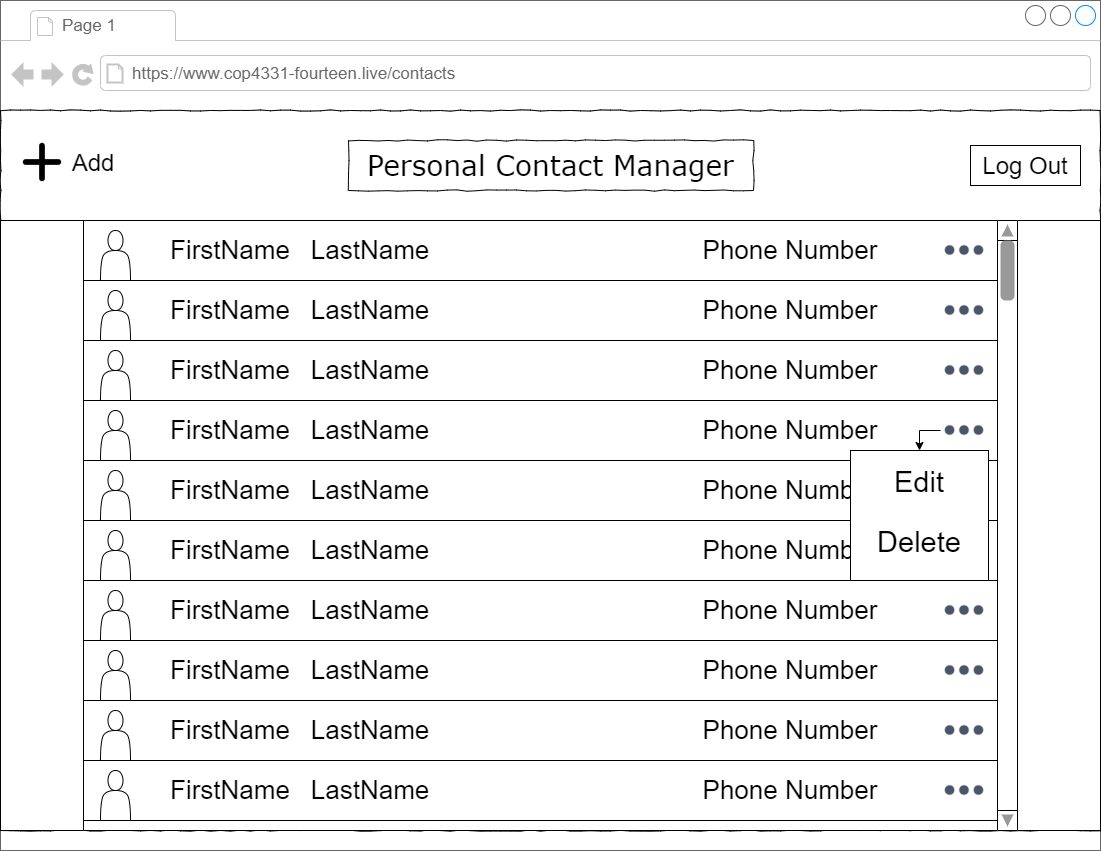 Page 1
https://www.cop4331-fourteen.live/contacts
Add
Personal Contact Manager
Log Out
FirstName LastName Phone Number
FirstName LastName Phone Number
FirstName LastName Phone Number
FirstName LastName Phone Number
Edit
FirstName LastName Phone Numb
Delete
FirstName LastName Phone Numb
FirstName LastName Phone Number
FirstName LastName Phone Number
FirstName LastName Phone Number
FirstName LastName Phone Number